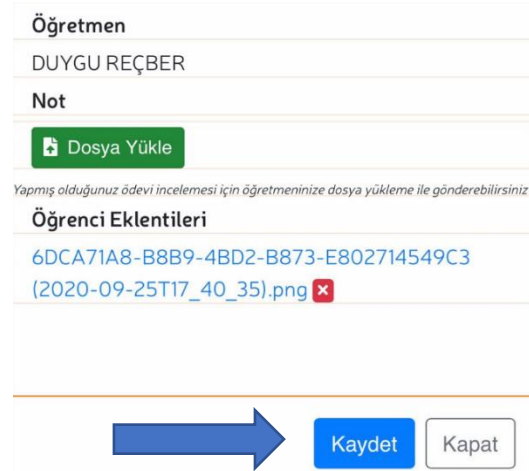 Öğretmen
DUYGU REÇBER
Not
Dosya Yükle
Yapmış olduğunuz ödevi incelemesi için öğretmeninize dosya yükleme ile gönderebilirsiniz
Öğrenci Eklentileri
6DCA71A8-B8B9-4BD2-B873-E802714549C3
(2020-09-25T17_40_35).png
Kaydet Kapat